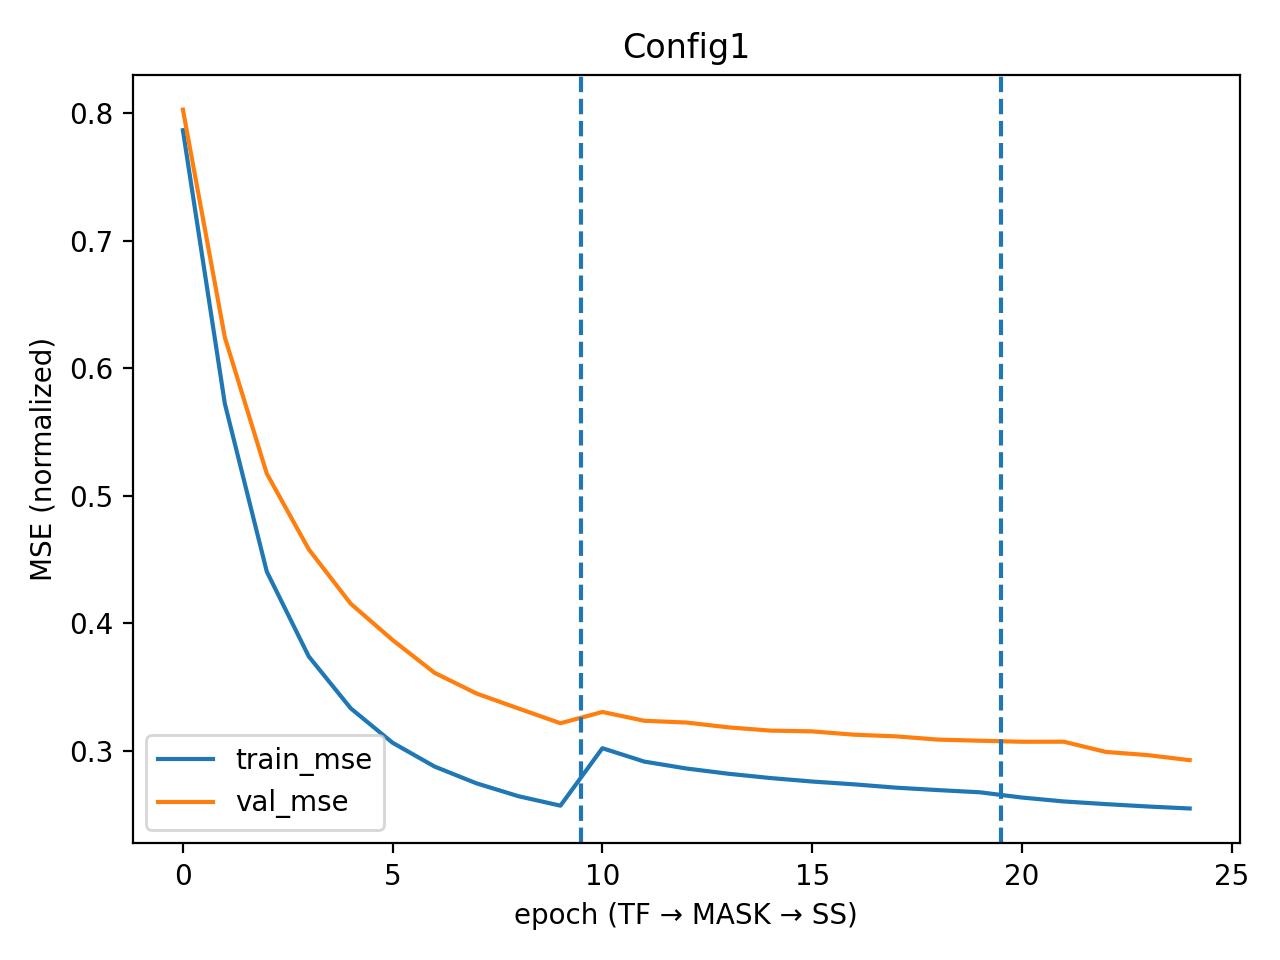 Config1
0.8
0.7
0.6
0.5
0.4
0.3
MSE (normalized)
train_mse
val_mse
0 5 10 15 20 25
epoch (TF → MASK → SS)